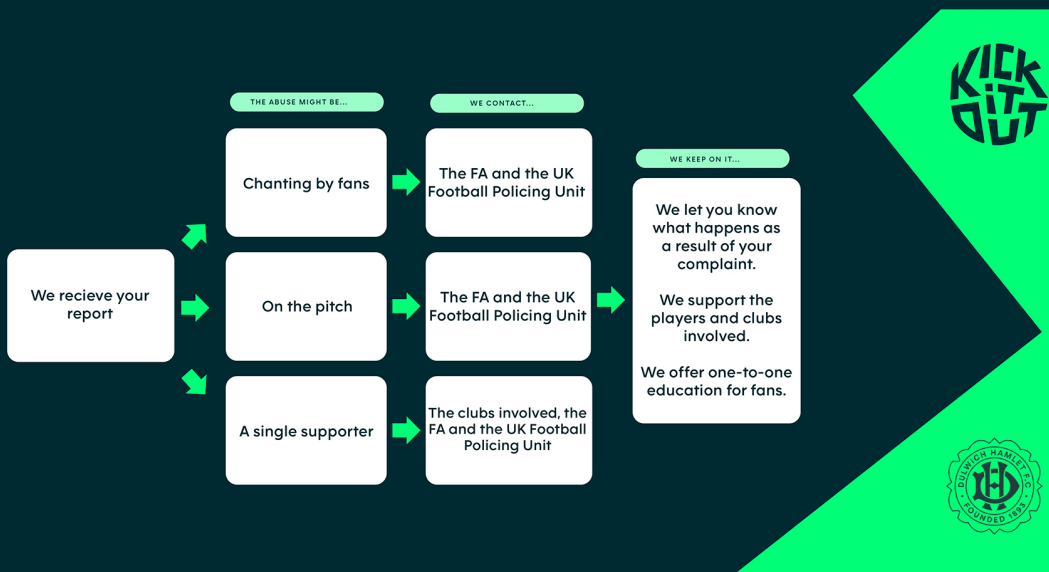 THE ABUSE MIGHT BE...
WE CONTACT...
WE KEEP ON IT...
We recieve your
report
Chanting by fans
The FA and the UK
Football Policing Unit
On the pitch
The FA and the UK
Football Policing Unit
A single supporter
The clubs involved, the
FA and the UK Football
Policing Unit
We let you know
what happens as
a result of your
complaint.
We support the
players and clubs
involved.
We offer one-to-one
education for fans.
KICK
iT
OUT
DULWICH HAMLET F.C
DH
FOUNDED 1893